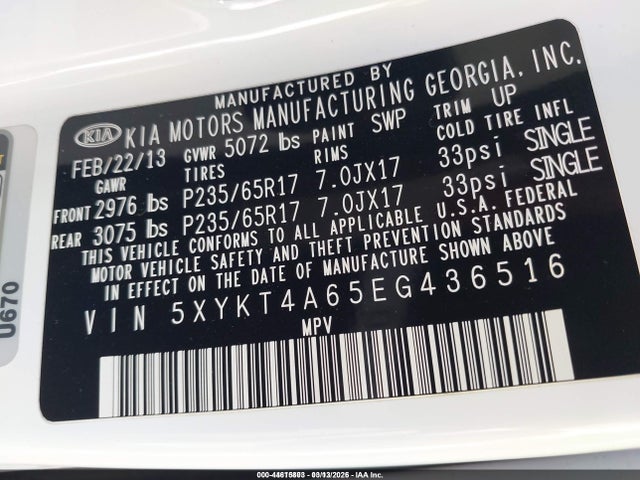 MANUFACTURED BY
KIA KIA MOTORS MANUFACTURING GEORGIA, INC.
FEB/22/13 GVWR 5072 lbs PAINT SWP TRIM UP
GAWR TIRES RIMS COLD TIRE INFL
FRONT 2976 lbs P235/65R17 7.0JX17 33psi SINGLE
REAR 3075 lbs P235/65R17 7.0JX17 33psi SINGLE
THIS VEHICLE CONFORMS TO ALL APPLICABLE U.S.A. FEDERAL
MOTOR VEHICLE SAFETY AND THEFT PREVENTION STANDARDS
IN EFFECT ON THE DATE OF MANUFACTURE SHOWN ABOVE
VIN 5XYKT4A65EG436516
MPV
U670
000-44615803 - 06/13/2026 - IAA Inc.